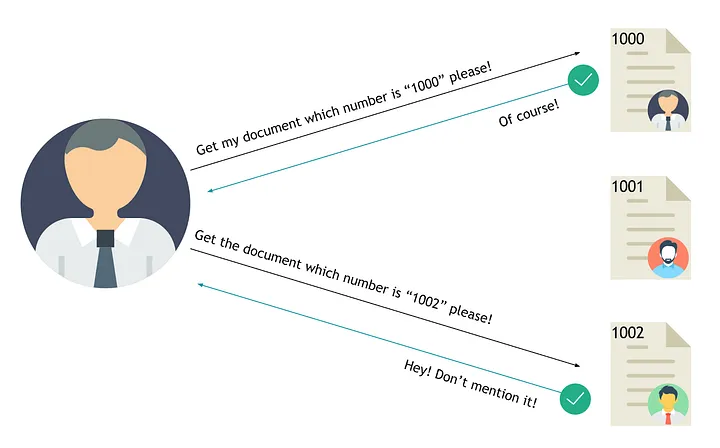 1000
Get my document which number is “1000” please!
Of course!
1001
Get the document which number is “1002” please!
1002
Hey! Don’t mention it!